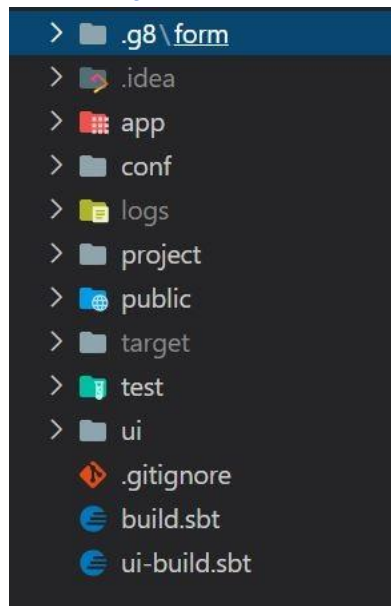 .g8\form
.idea
app
conf
logs
project
public
target
test
ui
.gitignore
build.sbt
ui-build.sbt